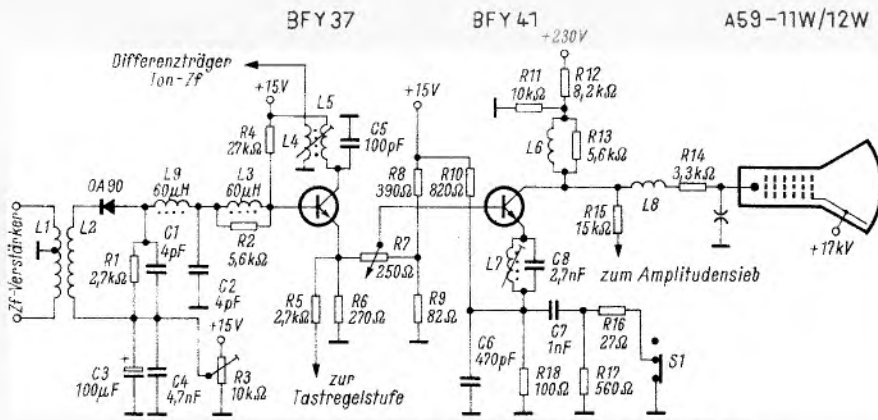 BFY 37 BFY 41 A59-11W/12W
+230V
Differenzträger
Ton-Zf
+15V
R4
27kΩ
L4
L5
C5
100pF
+15V
R8
390Ω
R10
820Ω
R11
10kΩ
R12
8,2kΩ
L6
R13
5,6kΩ
R14
3,3kΩ
L8
R15
15kΩ
+17kV
zum Amplitudensieb
Zf-Verstärker
L1
L2
OA90
L9
60µH
L3
60µH
R2
5,6kΩ
R1
2,7kΩ
C1
4pF
C2
4pF
R7
250Ω
R5
2,7kΩ
R6
270Ω
R9
82Ω
L7
C8
2,7nF
C3
100µF
+
C4
4,7nF
+15V
R3
10kΩ
zur
Tastregelstufe
C6
470pF
C7
1nF
R16
27Ω
S1
R18
100Ω
R17
560Ω